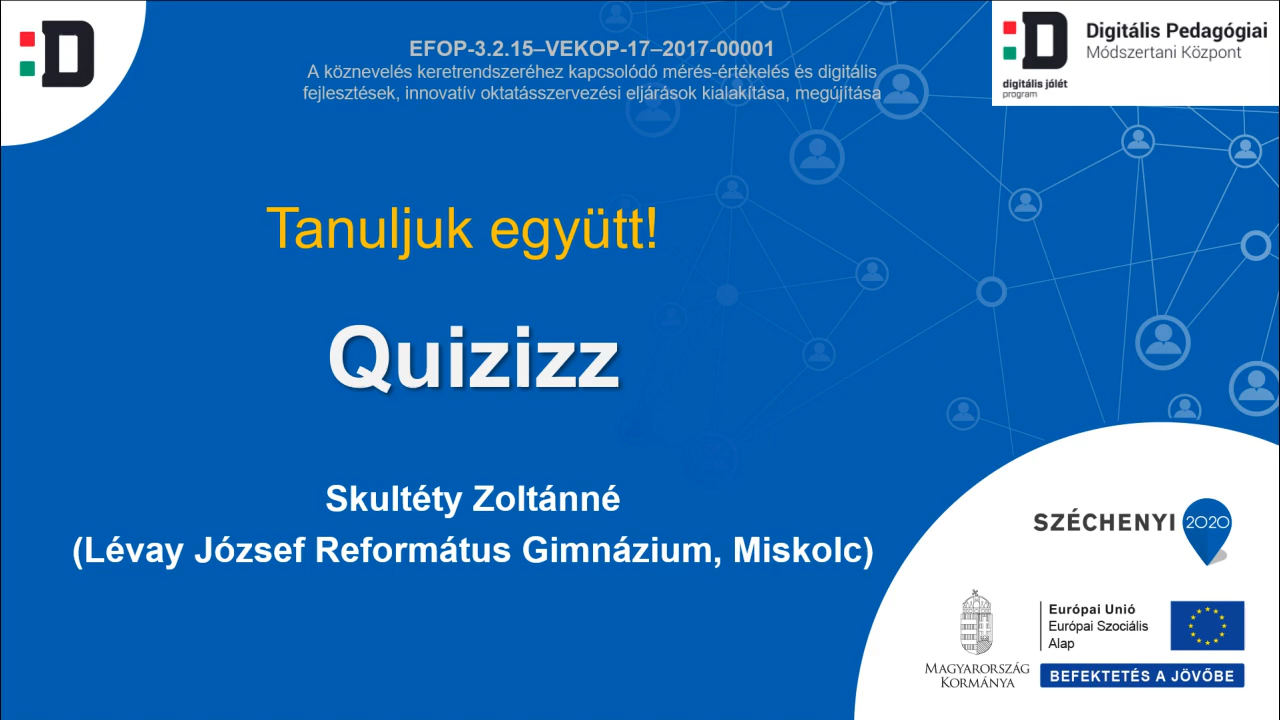 EFOP-3.2.15–VEKOP-17–2017-00001
A köznevelés keretrendszeréhez kapcsolódó mérés-értékelés és digitális
fejlesztések, innovatív oktatásszervezési eljárások kialakítása, megújítása
Digitális Pedagógiai
Módszertani Központ
digitális jólét
program
Tanuljuk együtt!
Quizizz
Skultéty Zoltánné
(Lévay József Református Gimnázium, Miskolc)
SZÉCHENYI 2020
Európai Unió
Európai Szociális
Alap
MAGYARORSZÁG
KORMÁNYA
BEFEKTETÉS A JÖVŐBE